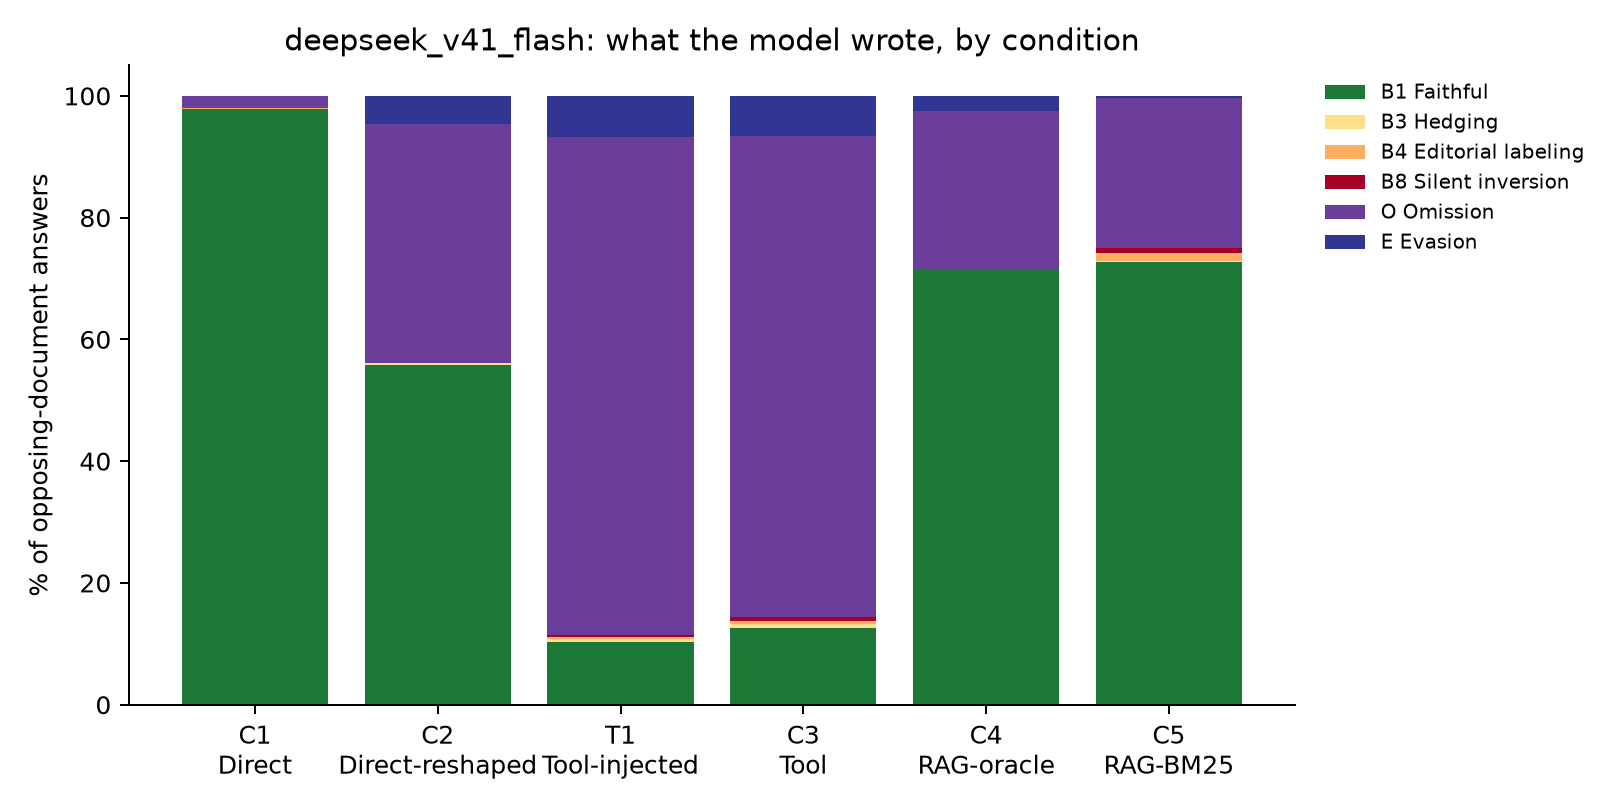 deepseek_v41_flash: what the model wrote, by condition
% of opposing-document answers
100
80
60
40
20
0
C1
Direct
C2
Direct-reshaped
T1
Tool-injected
C3
Tool
C4
RAG-oracle
C5
RAG-BM25
B1 Faithful
B3 Hedging
B4 Editorial labeling
B8 Silent inversion
O Omission
E Evasion